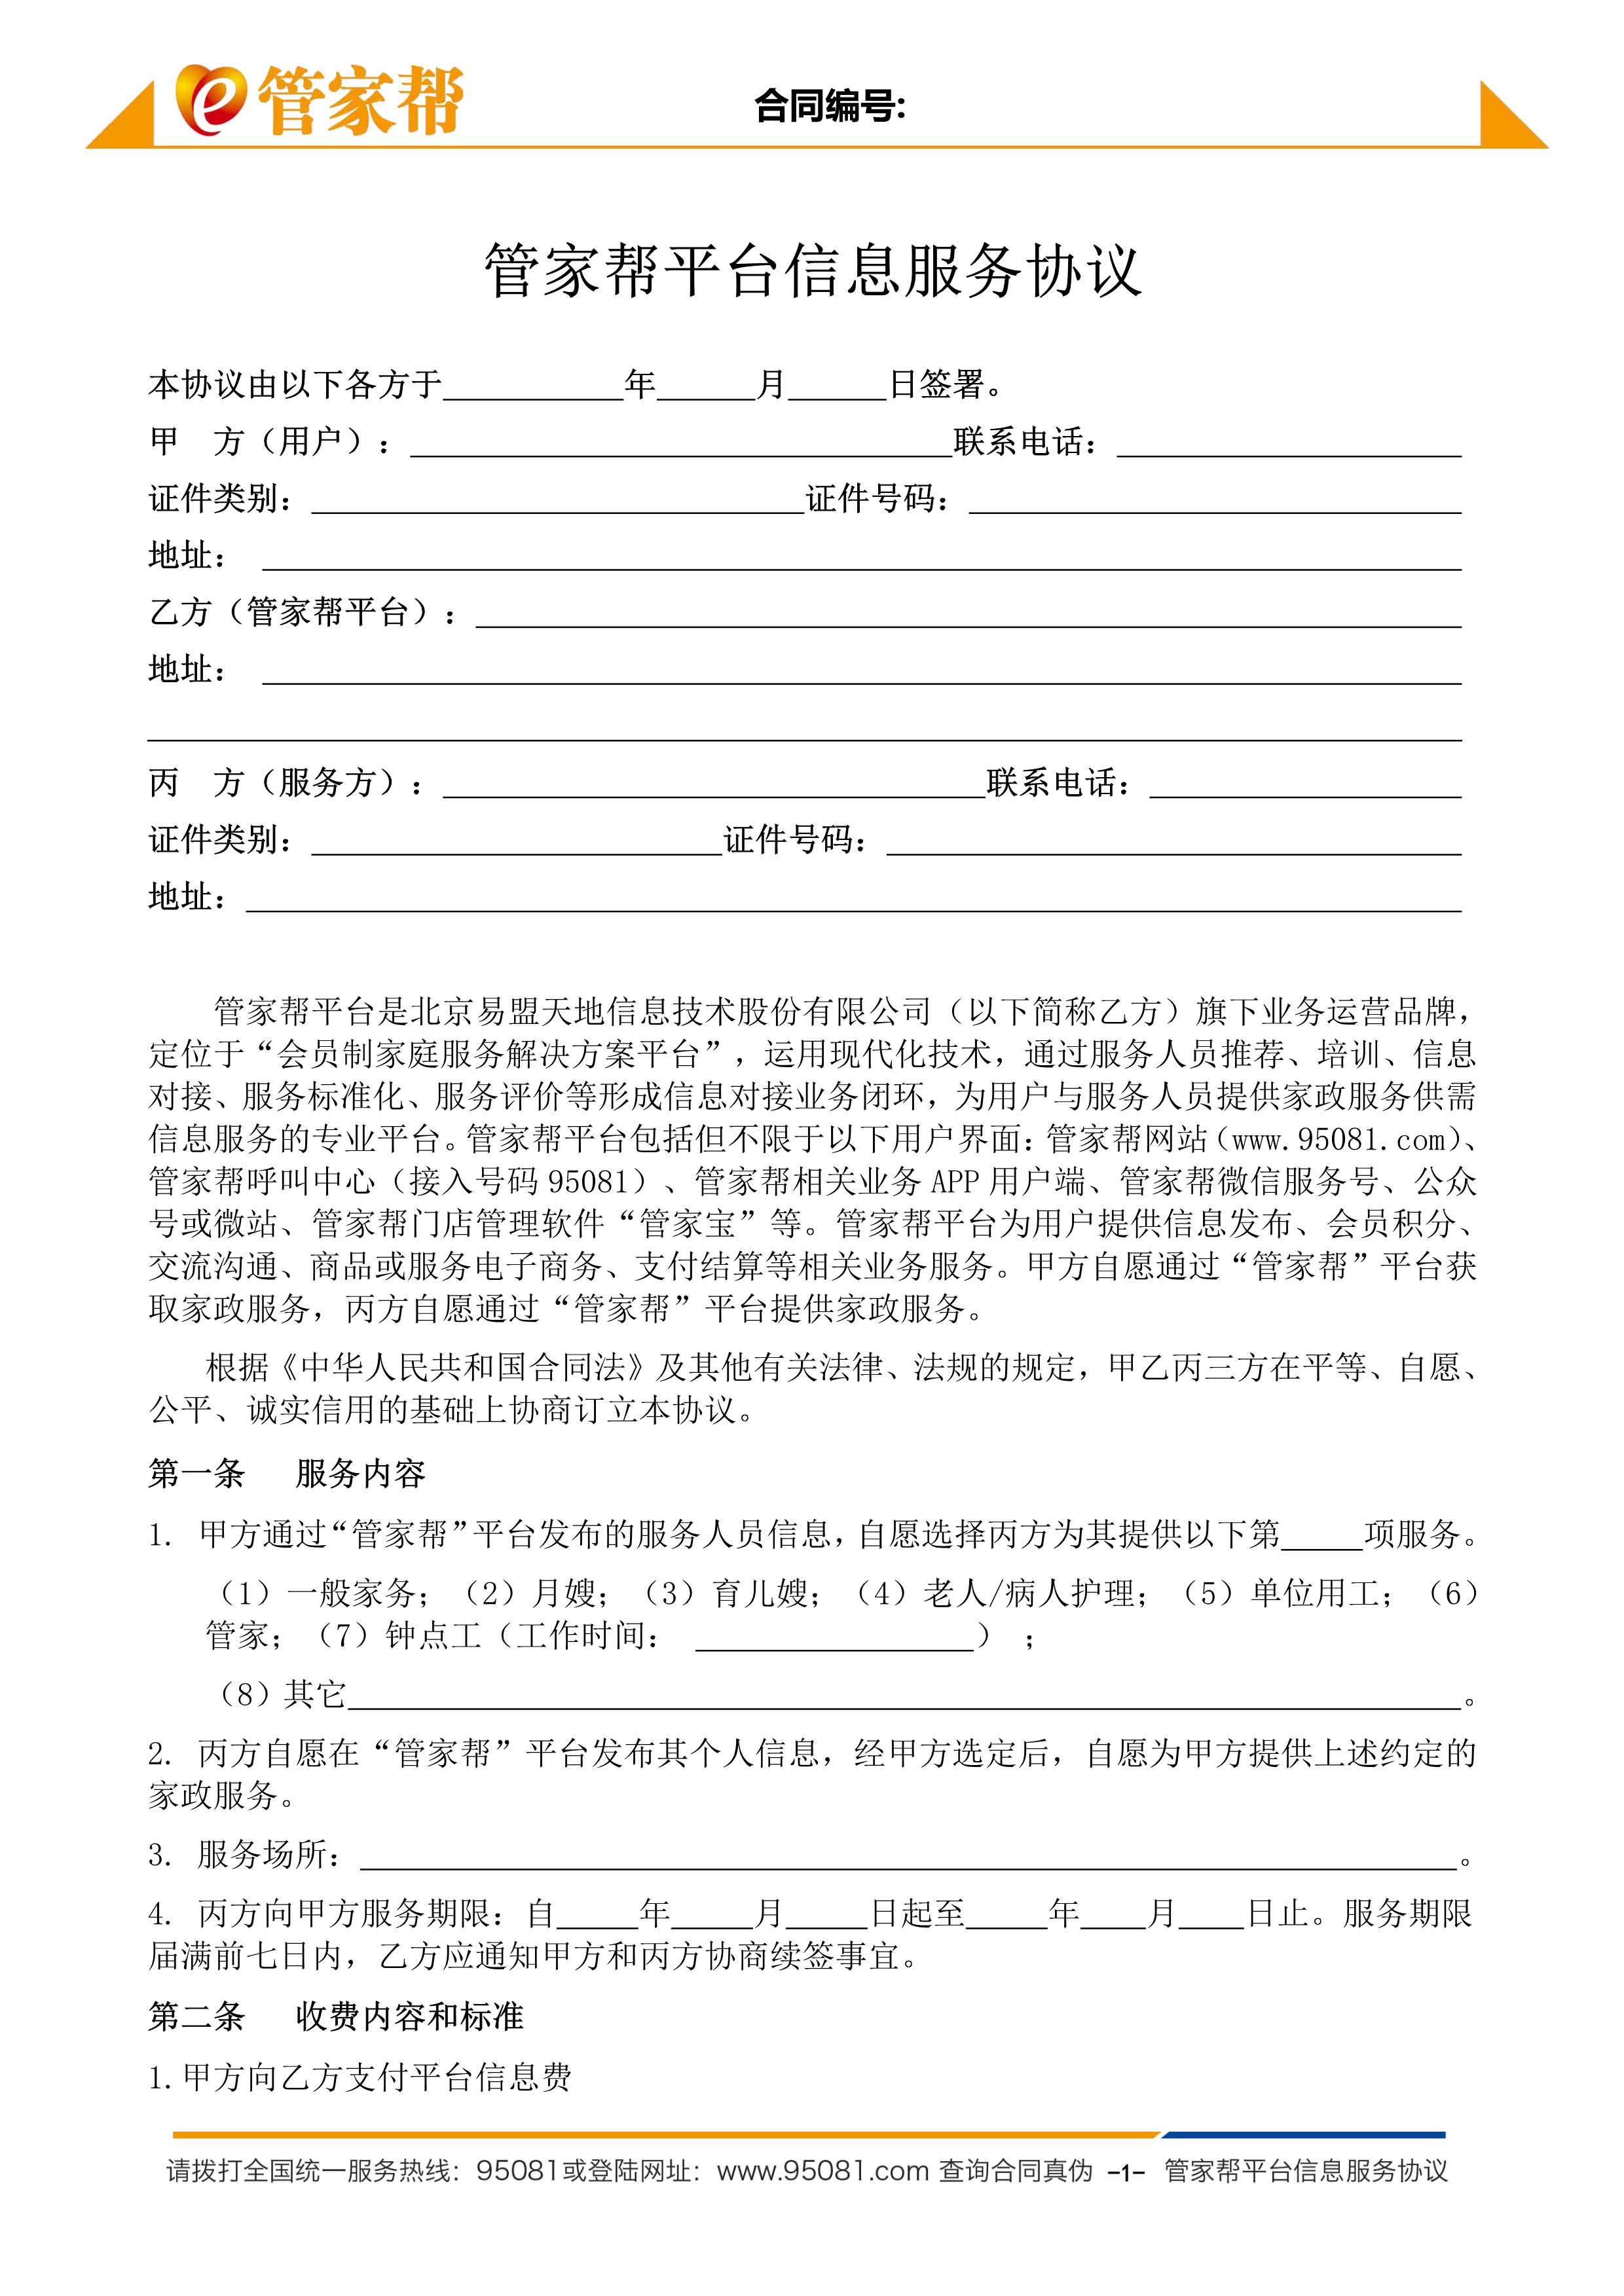 e管家帮
合同编号:
管家帮平台信息服务协议
本协议由以下各方于___________年______月______日签署。
甲　方（用户）：_________________________________联系电话：_____________________
证件类别：______________________________证件号码：______________________________
地址：　_________________________________________________________________________
乙方（管家帮平台）：____________________________________________________________
地址：　_________________________________________________________________________
________________________________________________________________________________
丙　方（服务方）：_________________________________联系电话：___________________
证件类别：_________________________证件号码：___________________________________
地址：__________________________________________________________________________
管家帮平台是北京易盟天地信息技术股份有限公司（以下简称乙方）旗下业务运营品牌，
定位于“会员制家庭服务解决方案平台”，运用现代化技术，通过服务人员推荐、培训、信息
对接、服务标准化、服务评价等形成信息对接业务闭环，为用户与服务人员提供家政服务供需
信息服务的专业平台。管家帮平台包括但不限于以下用户界面：管家帮网站（www.95081.com）、
管家帮呼叫中心（接入号码 95081）、管家帮相关业务 APP 用户端、管家帮微信服务号、公众
号或微站、管家帮门店管理软件“管家宝”等。管家帮平台为用户提供信息发布、会员积分、
交流沟通、商品或服务电子商务、支付结算等相关业务服务。甲方自愿通过“管家帮”平台获
取家政服务，丙方自愿通过“管家帮”平台提供家政服务。
根据《中华人民共和国合同法》及其他有关法律、法规的规定，甲乙丙三方在平等、自愿、
公平、诚实信用的基础上协商订立本协议。
第一条　服务内容
1. 甲方通过“管家帮”平台发布的服务人员信息，自愿选择丙方为其提供以下第_____项服务。
（1）一般家务；（2）月嫂；（3）育儿嫂；（4）老人/病人护理；（5）单位用工；（6）
管家；（7）钟点工（工作时间： _________________） ；
（8）其它____________________________________________________________________。
2. 丙方自愿在“管家帮”平台发布其个人信息，经甲方选定后，自愿为甲方提供上述约定的
家政服务。
3. 服务场所：___________________________________________________________________。
4. 丙方向甲方服务期限：自_____年_____月_____日起至_____年____月____日止。服务期限
届满前七日内，乙方应通知甲方和丙方协商续签事宜。
第二条　收费内容和标准
1.甲方向乙方支付平台信息费
请拨打全国统一服务热线：95081或登陆网址：www.95081.com 查询合同真伪 -1- 管家帮平台信息服务协议